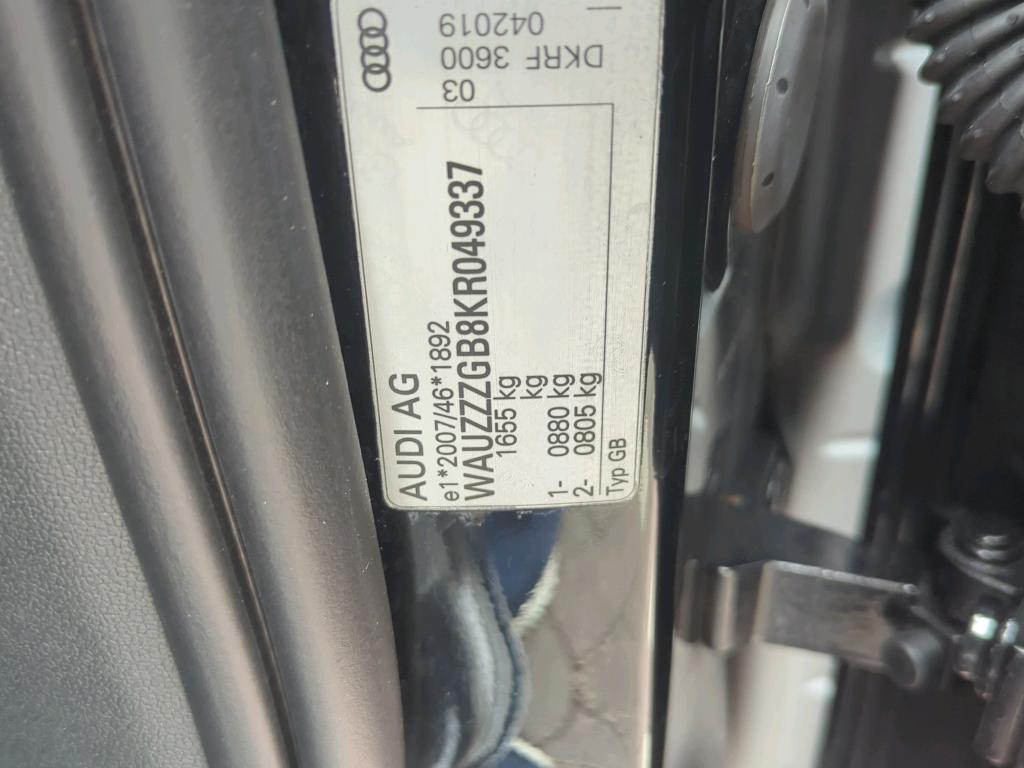 AUDI AG
e1*2007/46*1892
WAUZZZGB8KR049337
1655 kg
kg
1- 0880 kg
2- 0805 kg
Typ GB
03
DKRF 3600
042019